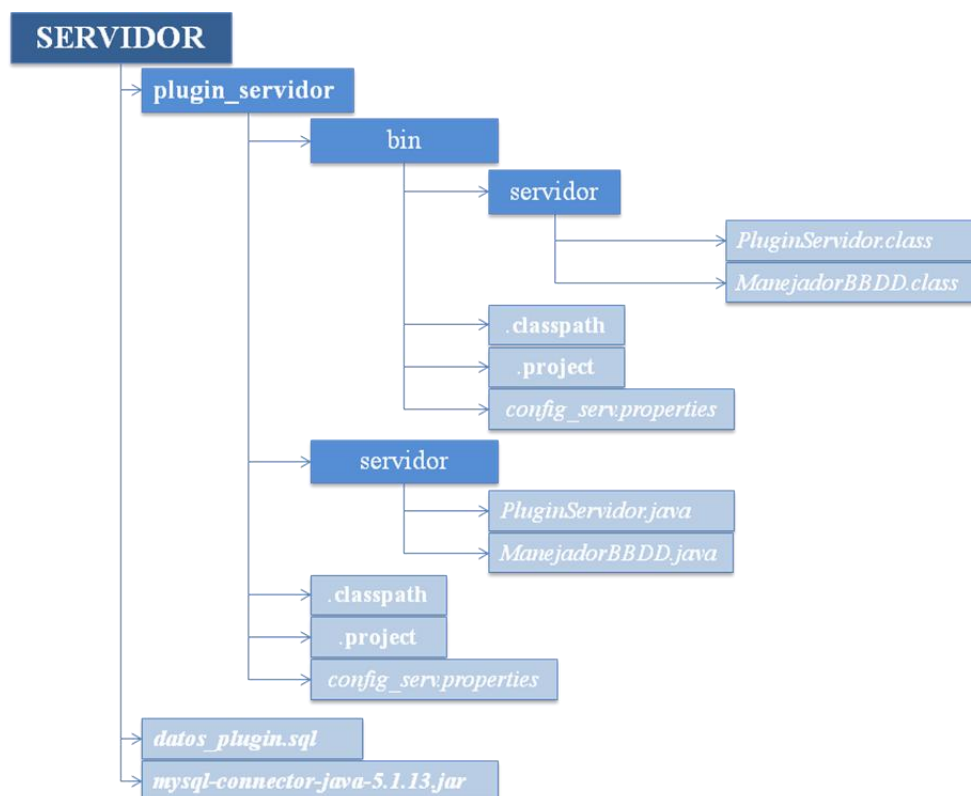 SERVIDOR
plugin_servidor
bin
servidor
PluginServidor.class
ManejadorBBDD.class
.classpath
.project
config_serv.properties
servidor
PluginServidor.java
ManejadorBBDD.java
.classpath
.project
config_serv.properties
datos_plugin.sql
mysql-connector-java-5.1.13.jar